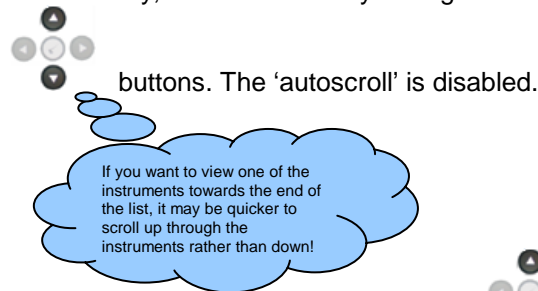 buttons. The ‘autoscroll’ is disabled.
If you want to view one of the
instruments towards the end of
the list, it may be quicker to
scroll up through the
instruments rather than down!